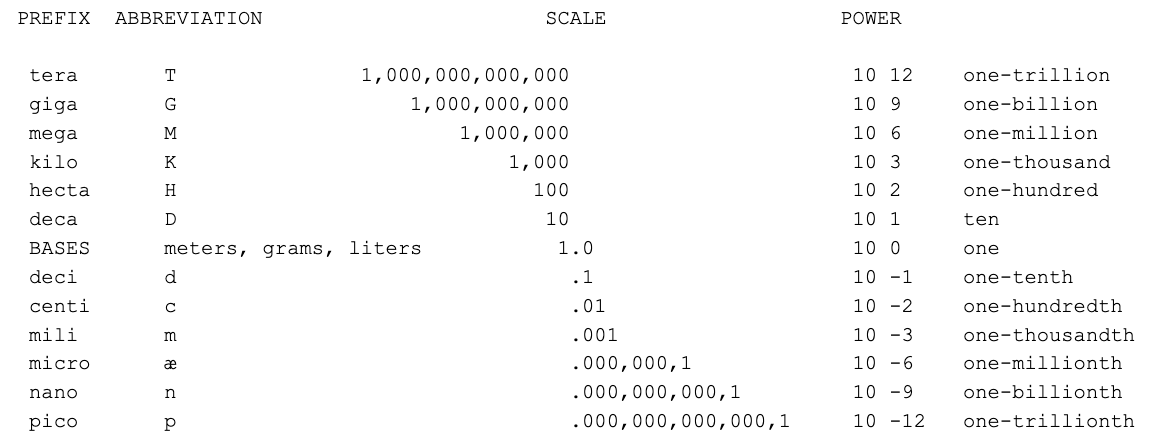 PREFIX ABBREVIATION SCALE POWER
tera T 1,000,000,000,000 10 12 one-trillion
giga G 1,000,000,000 10 9 one-billion
mega M 1,000,000 10 6 one-million
kilo K 1,000 10 3 one-thousand
hecta H 100 10 2 one-hundred
deca D 10 10 1 ten
BASES meters, grams, liters 1.0 10 0 one
deci d .1 10 -1 one-tenth
centi c .01 10 -2 one-hundredth
mili m .001 10 -3 one-thousandth
micro æ .000,000,1 10 -6 one-millionth
nano n .000,000,000,1 10 -9 one-billionth
pico p .000,000,000,000,1 10 -12 one-trillionth